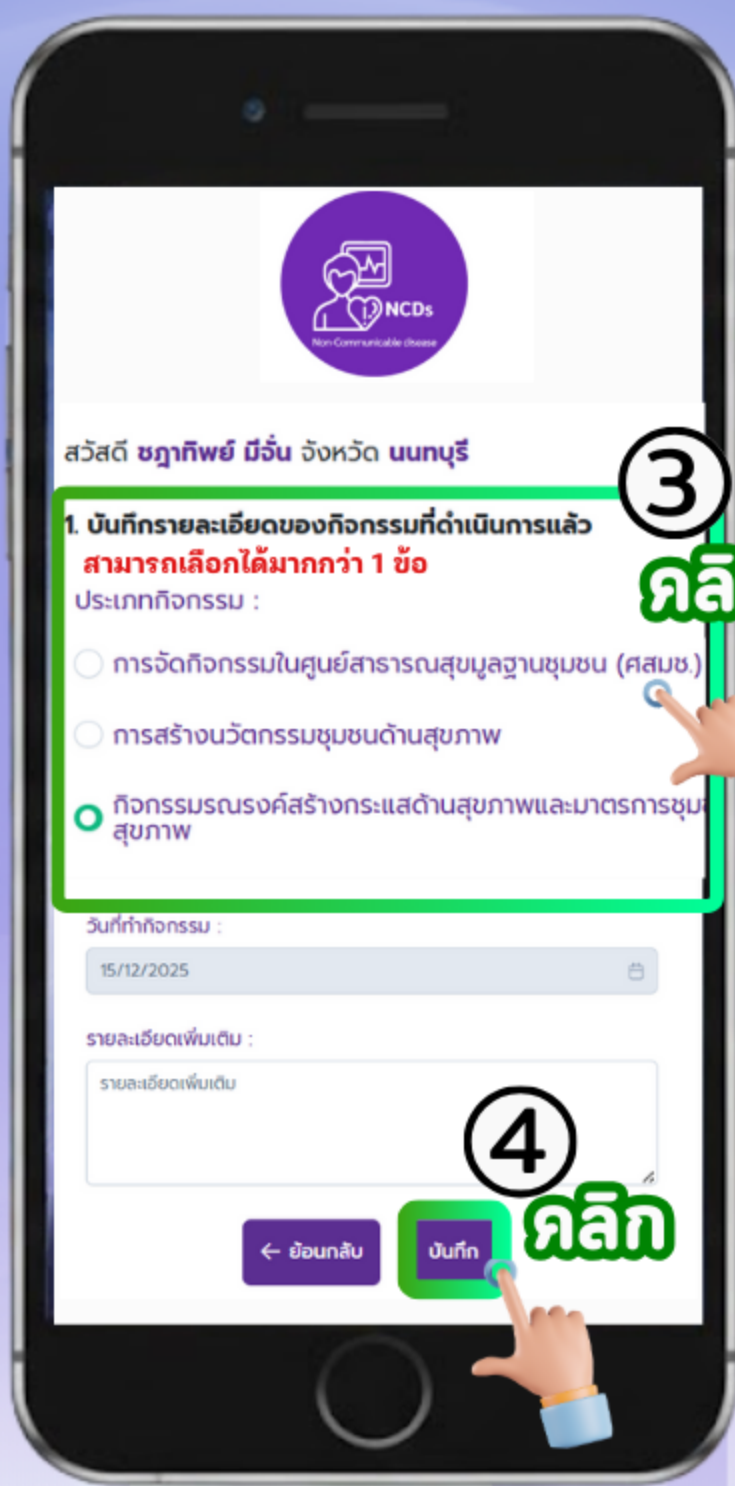 NCDs
Non-Communicable disease
สวัสดี ชฎาทิพย์ มีจั่น จังหวัด นนทบุรี
③
1. บันทึกรายละเอียดของกิจกรรมที่ดำเนินการแล้ว
สามารถเลือกได้มากกว่า 1 ข้อ
คลิ
ประเภทกิจกรรม :
การจัดกิจกรรมในศูนย์สาธารณสุขมูลฐานชุมชน (ศสมช.)
การสร้างนวัตกรรมชุมชนด้านสุขภาพ
กิจกรรมรณรงค์สร้างกระแสด้านสุขภาพและมาตรการชุม
สุขภาพ
วันที่ทำกิจกรรม :
15/12/2025
รายละเอียดเพิ่มเติม :
รายละเอียดเพิ่มเติม
④
คลิก
← ย้อนกลับ
บันทึก